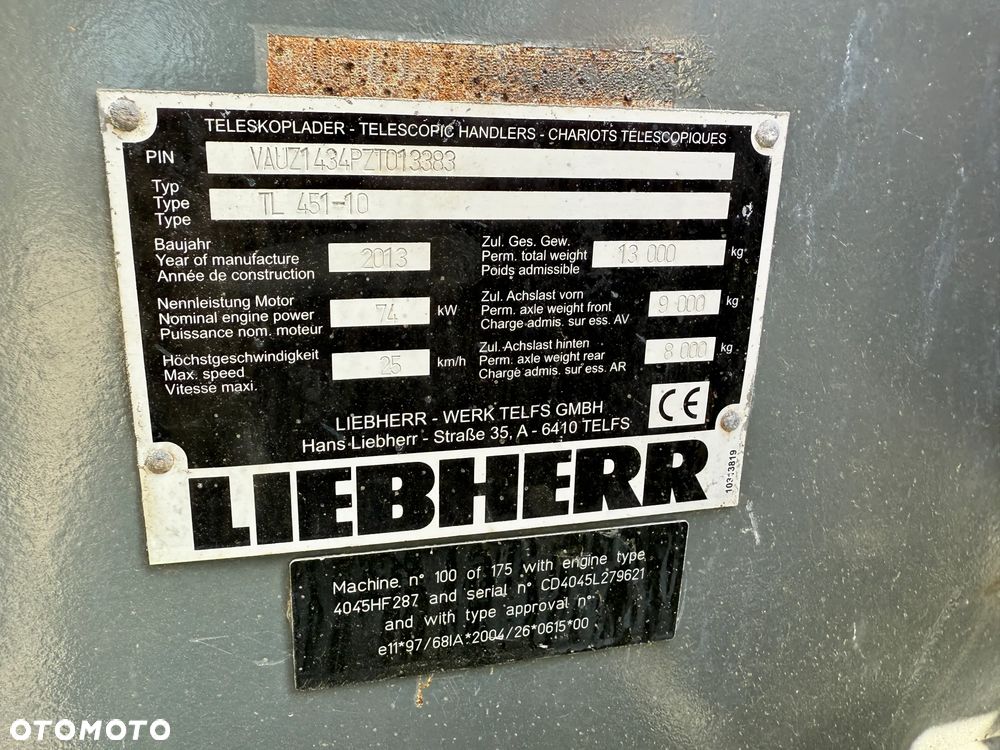 TELESKOPLADER - TELESCOPIC HANDLERS - CHARIOTS TÉLESCOPIQUES
PIN VAUZ1434PZT013383
Typ
Type TL 451-10
Type
Baujahr
Year of manufacture 2013
Année de construction
Zul. Ges. Gew.
Perm. total weight 13 000 kg
Poids admissible
Nennleistung Motor
Nominal engine power 74 kW
Puissance nom. moteur
Zul. Achslast vorn
Perm. axle weight front 9 000 kg
Charge admis. sur ess. AV
Höchstgeschwindigkeit
Max. speed 25 km/h
Vitesse maxi.
Zul. Achslast hinten
Perm. axle weight rear 8 000 kg
Charge admis. sur ess. AR
LIEBHERR - WERK TELFS GMBH
Hans Liebherr - Straße 35, A - 6410 TELFS
CE
LIEBHERR
10313819
Machine n° 100 of 175 with engine type
4045HF287 and serial n° CD4045L279621
and with type approval n°
e11*97/68IA*2004/26*0615*00
OTOMOTO